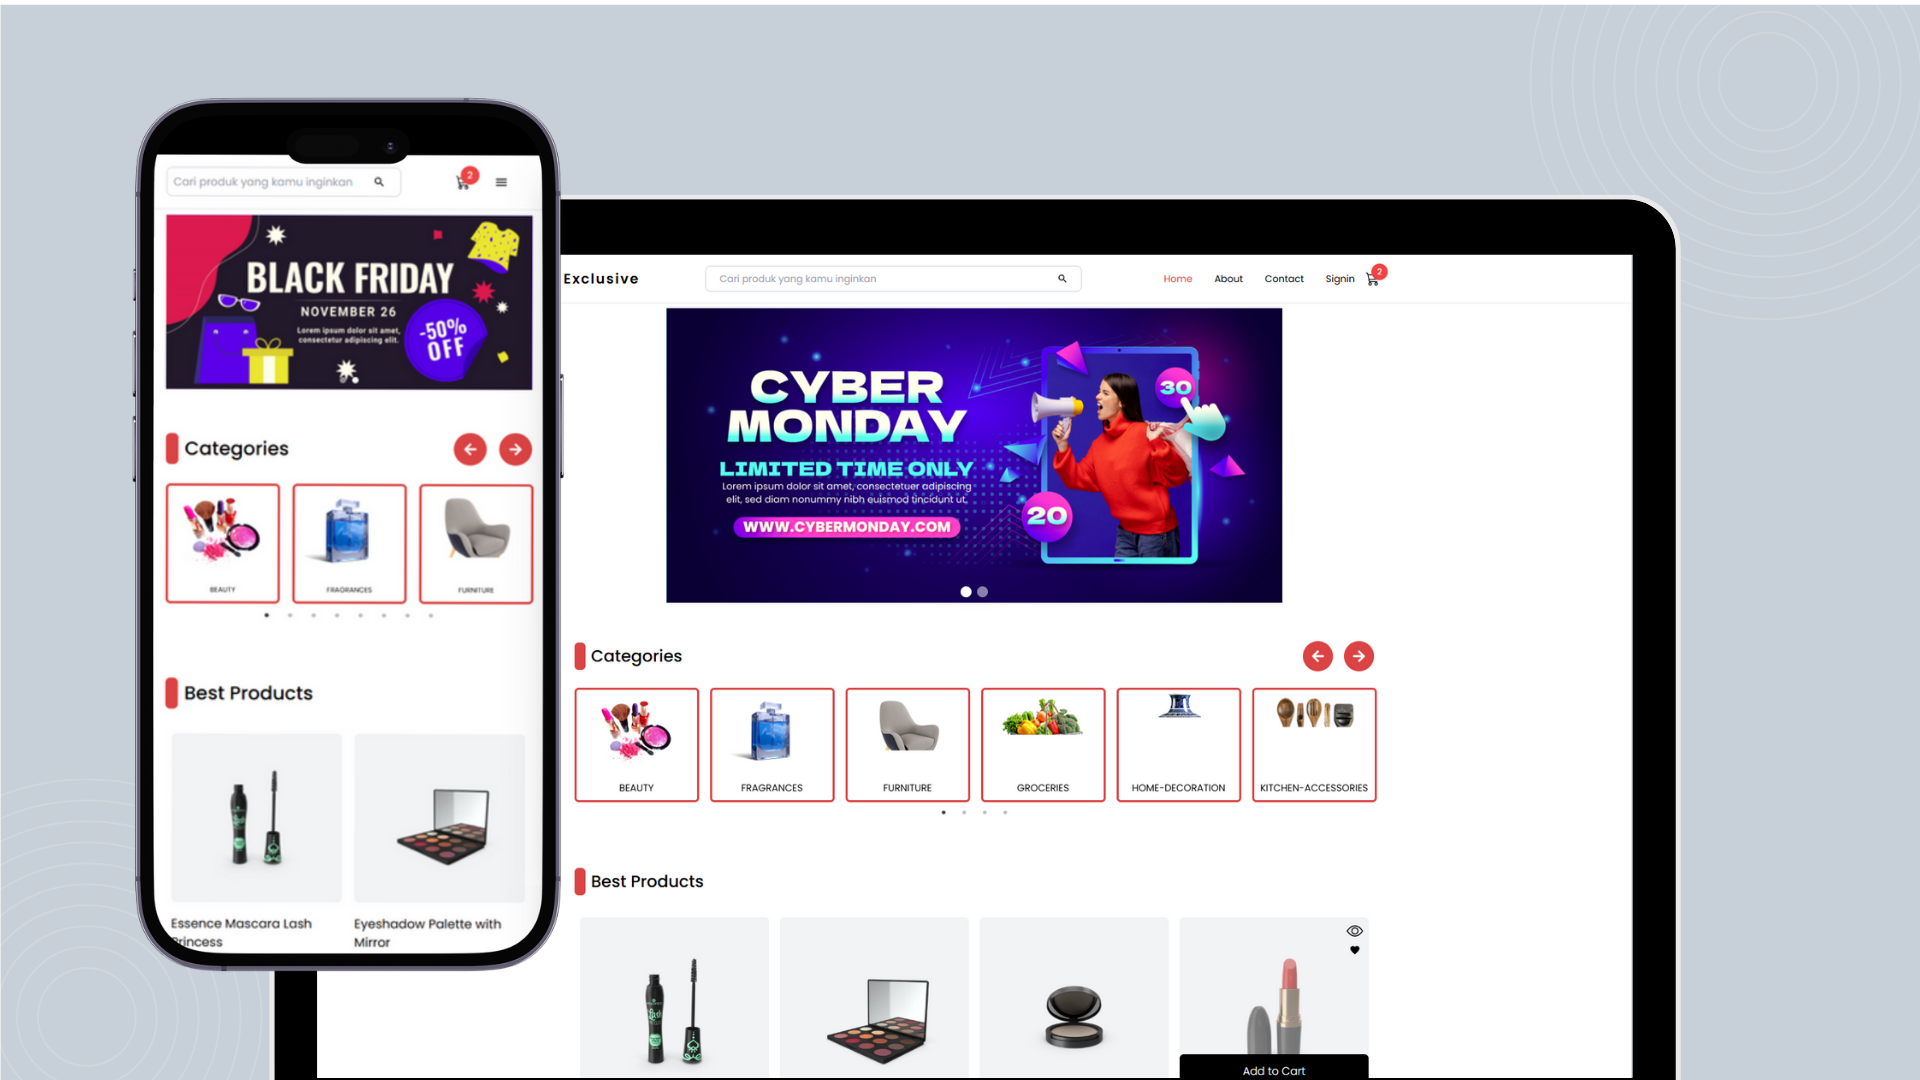 Cari produk yang kamu inginkan
2
BLACK FRIDAY
NOVEMBER 26
Lorem ipsum dolor sit amet,
consectetur adipiscing elit.
-50%
OFF
Categories
BEAUTY
FRAGRANCES
FURNITURE
Best Products
Essence Mascara Lash
Princess
Eyeshadow Palette with
Mirror
Exclusive
Cari produk yang kamu inginkan
Home
About
Contact
Signin
2
CYBER
MONDAY
LIMITED TIME ONLY
Lorem ipsum dolor sit amet, consectetuer adipiscing
elit, sed diam nonummy nibh euismod tincidunt ut.
WWW.CYBERMONDAY.COM
30
20
Categories
BEAUTY
FRAGRANCES
FURNITURE
GROCERIES
HOME-DECORATION
KITCHEN-ACCESSORIES
Best Products
Add to Cart